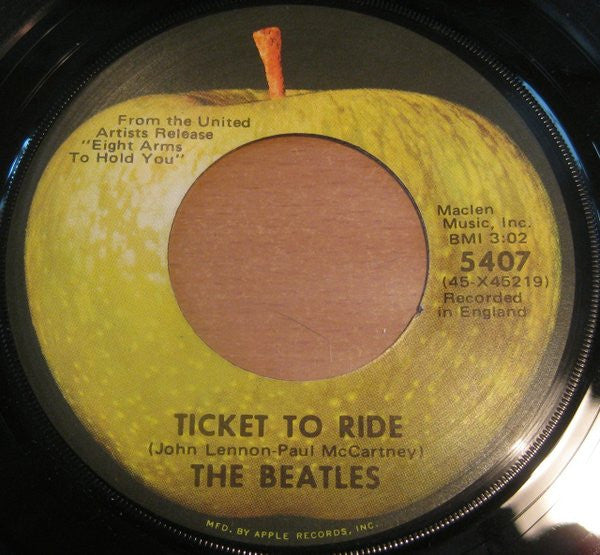 From the United
Artists Release
"Eight Arms
To Hold You"
Maclen
Music, Inc.
BMI 3:02
5407
(45-X45219)
Recorded
in England
TICKET TO RIDE
(John Lennon-Paul McCartney)
THE BEATLES
MFD. BY APPLE RECORDS, INC.